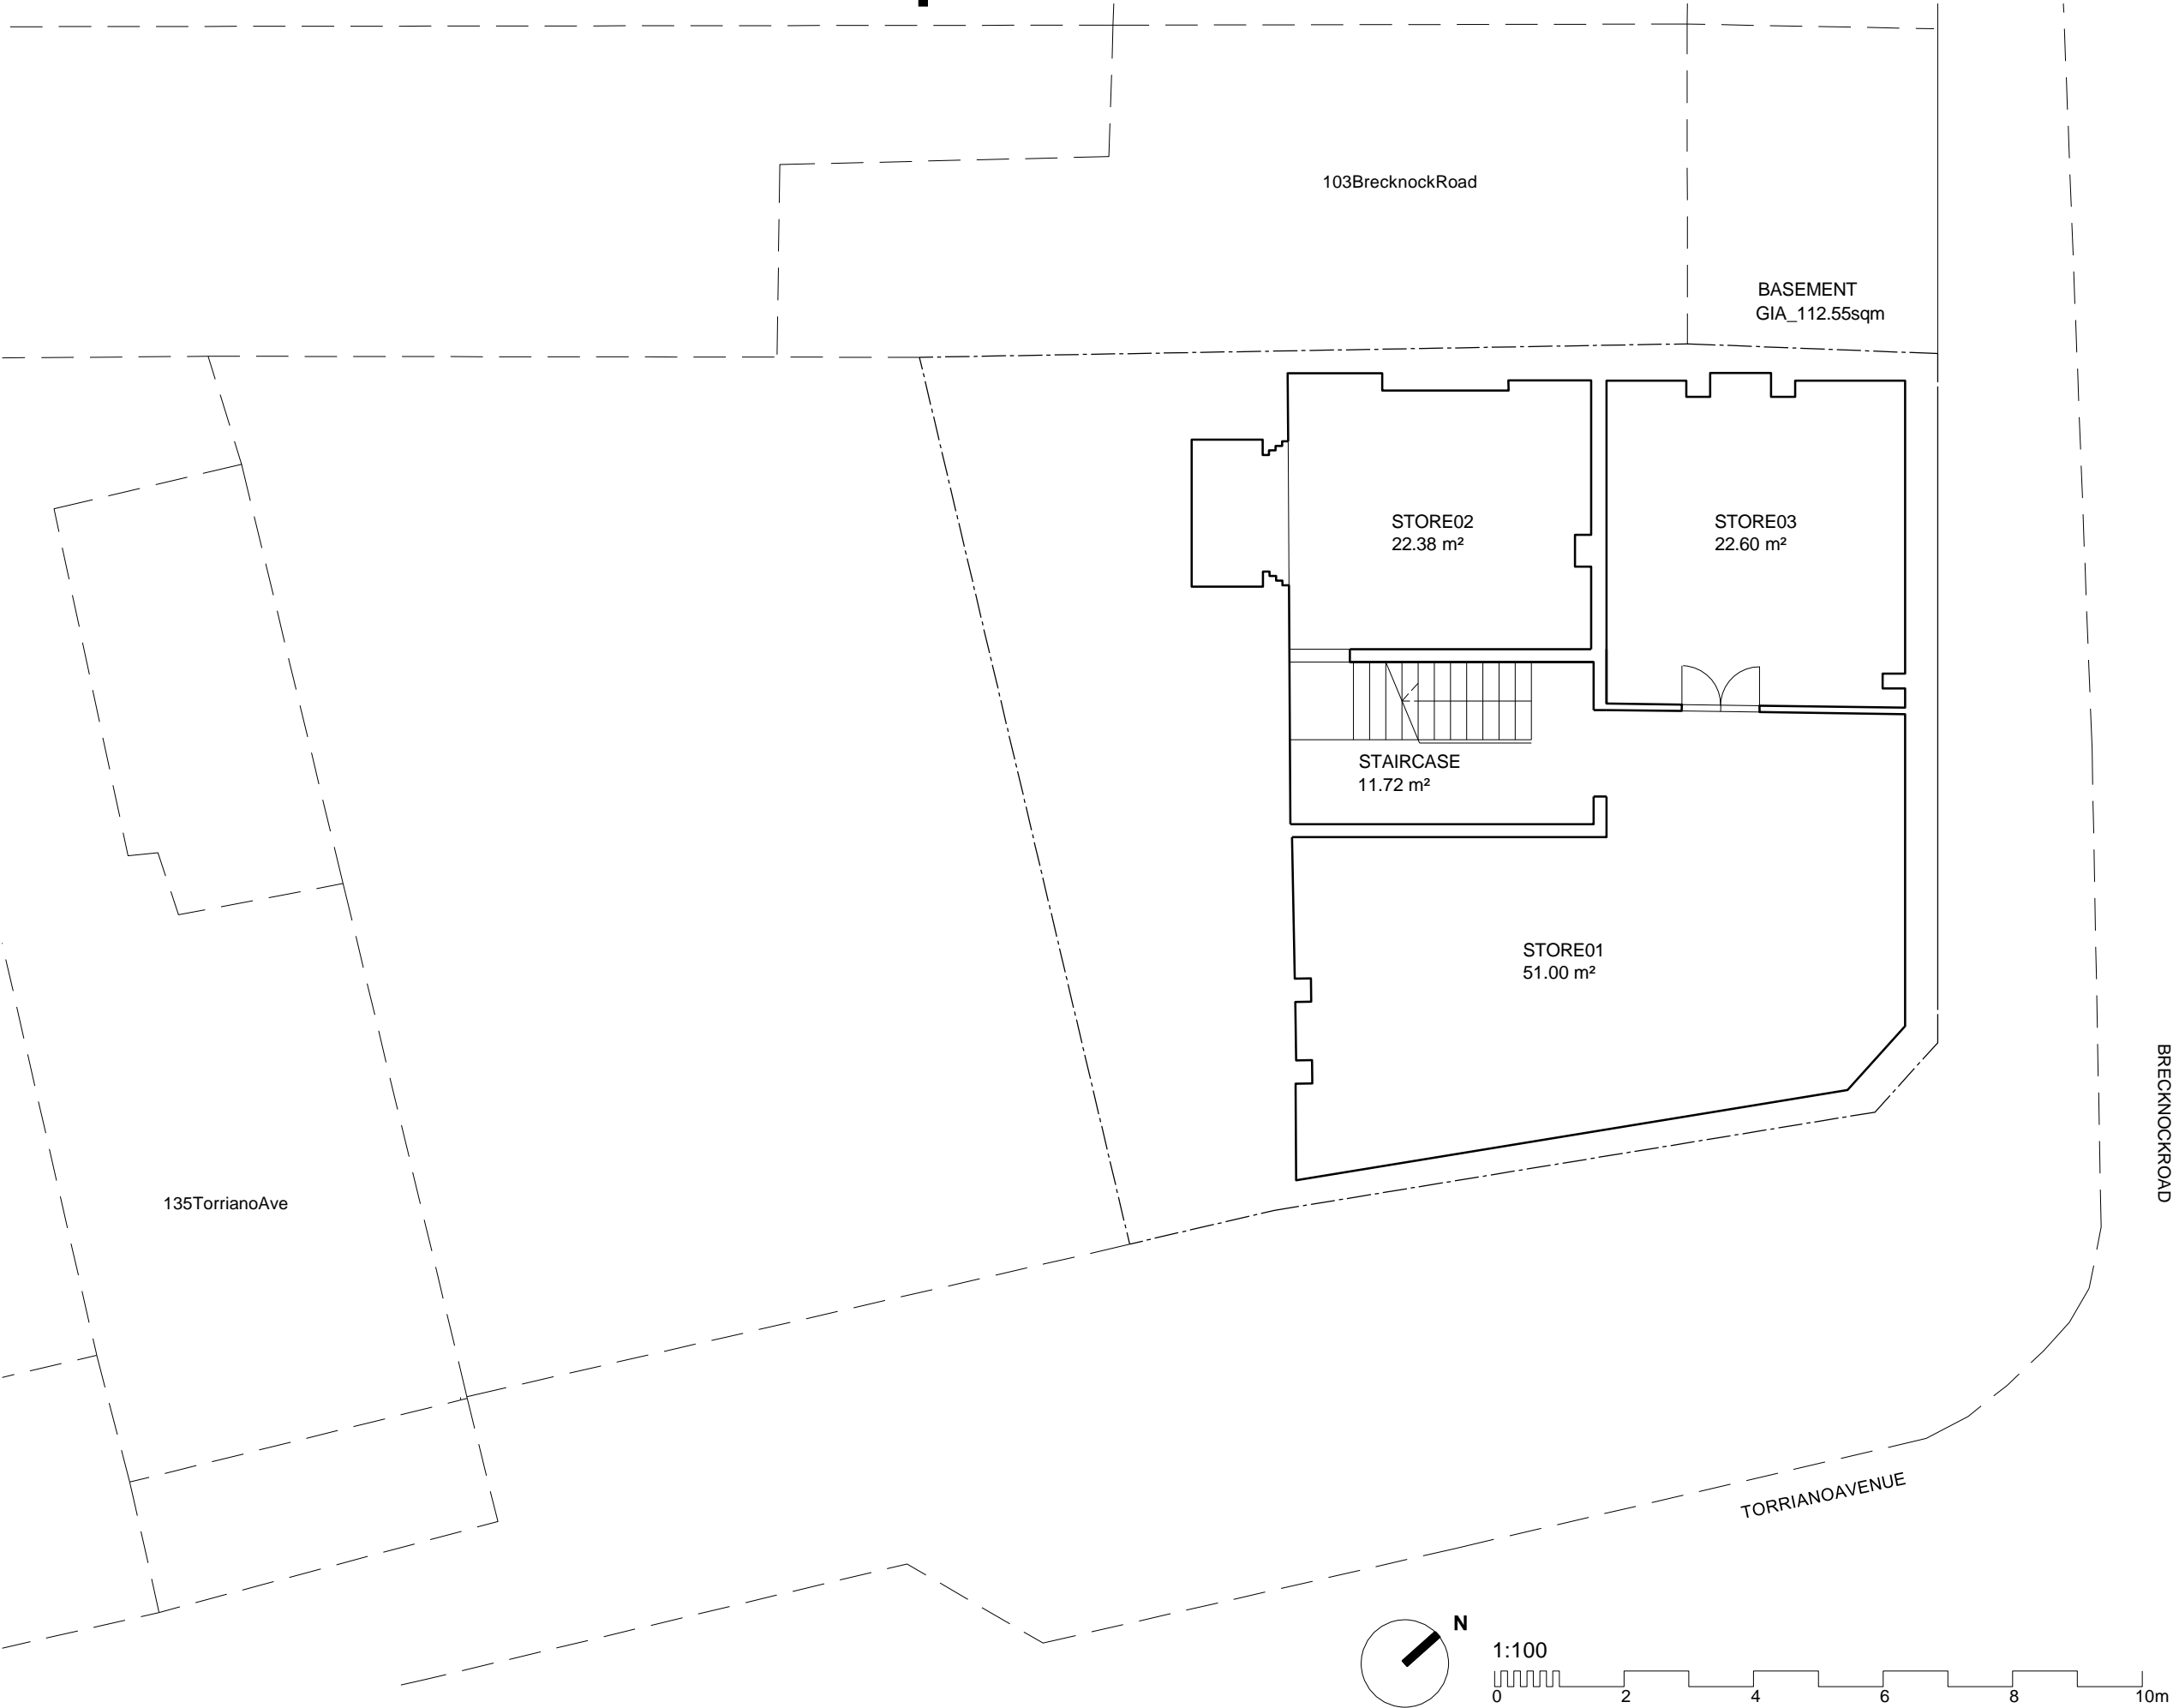 103BrecknockRoad
BASEMENT
GIA_112.55sqm
STORE02
22.38 m²
STORE03
22.60 m²
STAIRCASE
11.72 m²
STORE01
51.00 m²
BRECKNOCKROAD
135TorrianoAve
TORRIANOAVENUE
N
1:100
0 2 4 6 8 10m